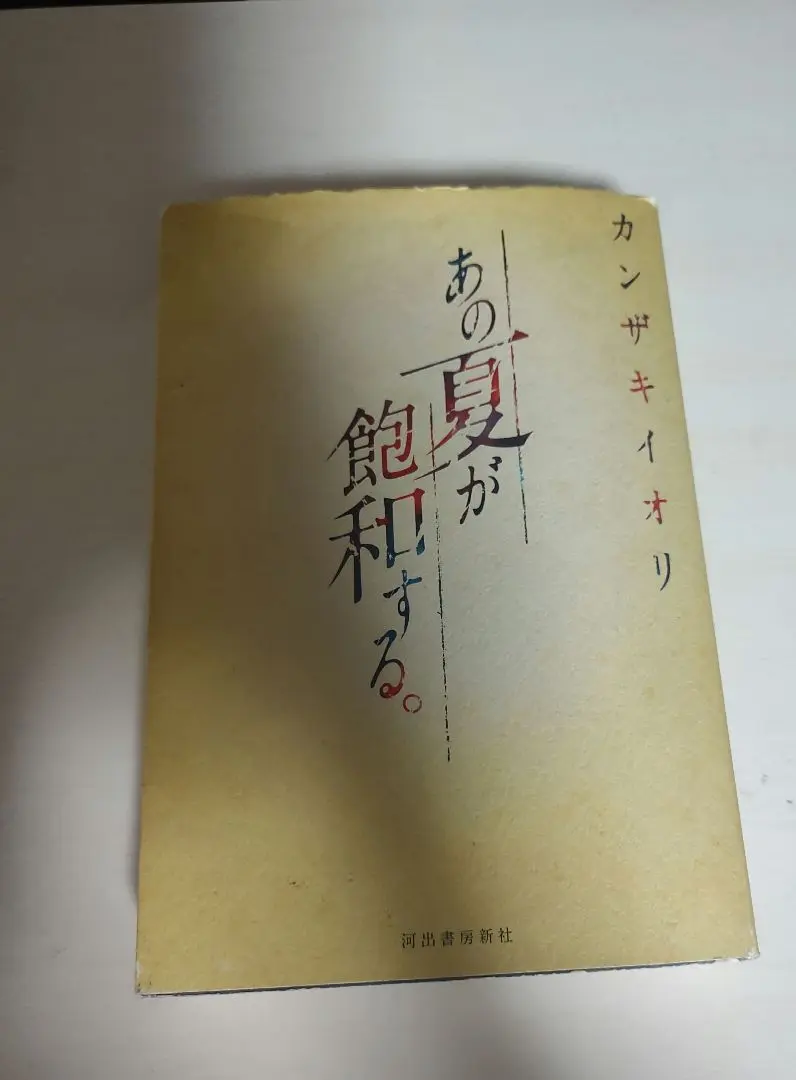 カンザキイオリ
あの夏が
飽和する。
河出書房新社